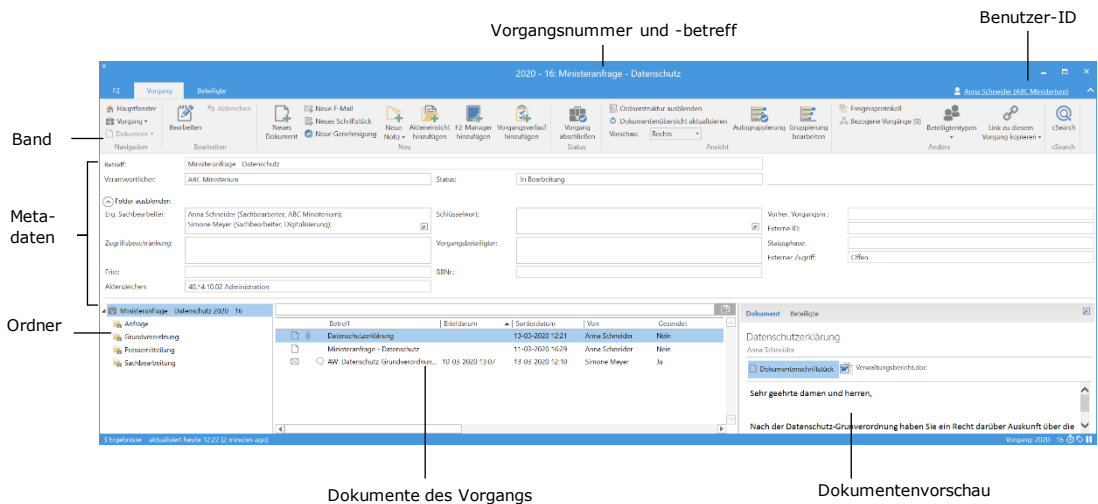 Benutzer-ID
Vorgangsnummer und -betreff
2020 - 16: Ministeranfrage - Datenschutz
F2 Vorgang Beteiligte
Anna Schneider (ABC Ministerium)
Band
Hauptfenster
Vorgang
Dokument
Navigation
Bearbeiten
Abbrechen
Bearbeiten
Neues Dokument
Neue E-Mail
Neues Schriftstück
Neue Genehmigung
Neue Notiz
Akteneinsicht hinzufügen
F2-Manager hinzufügen
Vorgangsverlauf hinzufügen
Neu
Vorgang abschließen
Status
Ordnerstruktur ausblenden
Dokumentenübersicht aktualisieren
Vorschau: Rechts
Autogruppierung
Gruppierung bearbeiten
Ansicht
Ereignisprotokoll
Bezogene Vorgänge (0)
Beteiligtentypen
Link zu diesem Vorgang kopieren
Andere
cSearch
cSearch
Meta-
daten
Betreff: Ministeranfrage Datenschutz
Verantwortlicher: ABC Ministerium Status: In Bearbeitung
Felder ausblenden
Erg. Sachbearbeiter: Anna Schneider (Sachbearbeiter, ABC Ministerium);
Simone Meyer (Sachbearbeiter, Digitalisierung);
Schlüsselwort:
Vorher. Vorgangsnr.:
Externe ID:
Zugriffsbeschränkung: Vorgangsbeteiligter: Statusphase:
Externer Zugriff: Offen
Frist: BBNr.:
Aktenzeichen: 40.14.10.02 Administration
Ordner
Ministeranfrage Datenschutz 2020 16
Anfrage
Grundverordnung
Pressemitteilung
Sachbearbeitung
Betreff Briefdatum Sortierdatum Von Gesendet
Datenschutzerklärung 13-03-2020 12:21 Anna Schneider Nein
Ministeranfrage - Datenschutz 11-03-2020 16:29 Anna Schneider Nein
AW: Datenschutz Grundverordnun... 10-03-2020 13:07 13-03-2020 12:10 Simone Meyer Ja
Dokument Beteiligte
Datenschutzerklärung
Anna Schneider
Dokumentenschriftstück Verwaltungsbericht.doc
Sehr geehrte damen und herren,
Nach der Datenschutz-Grunverordnung haben Sie ein Recht darüber Auskunft über die
3 Ergebnisse - aktualisiert heute 12:22 (2 minutes ago)
Vorgang: 2020 16
Dokumente des Vorgangs
Dokumentenvorschau